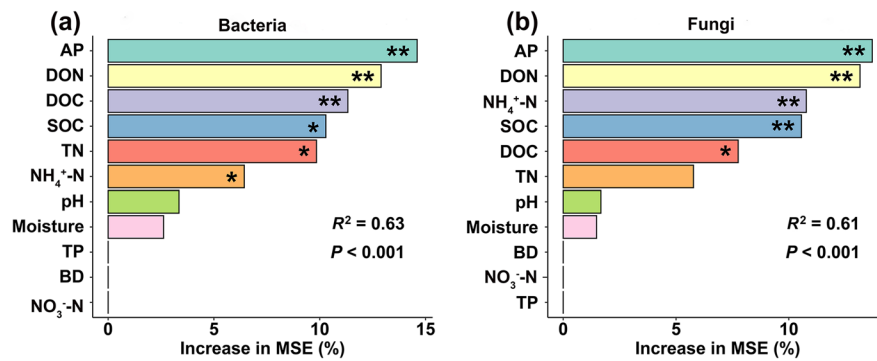 (a)
Bacteria
AP
**
DON
**
DOC
**
SOC
*
TN
*
NH₄⁺-N
*
pH
Moisture
TP
BD
NO₃⁻-N
R² = 0.63
P < 0.001
0 5 10 15
Increase in MSE (%)
(b)
Fungi
AP
**
DON
**
NH₄⁺-N
**
SOC
**
DOC
*
TN
pH
Moisture
BD
NO₃⁻-N
TP
R² = 0.61
P < 0.001
0 5 10
Increase in MSE (%)